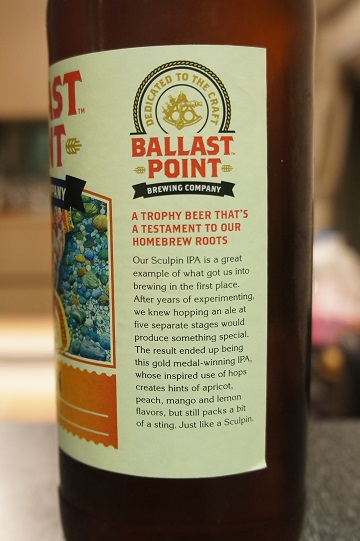 AST
NT
ANY
DEDICATED TO THE CRAFT
BALLAST
POINT
BREWING COMPANY
A TROPHY BEER THAT'S
A TESTAMENT TO OUR
HOMEBREW ROOTS
Our Sculpin IPA is a great
example of what got us into
brewing in the first place.
After years of experimenting,
we knew hopping an ale at
five separate stages would
produce something special.
The result ended up being
this gold medal-winning IPA,
whose inspired use of hops
creates hints of apricot,
peach, mango and lemon
flavors, but still packs a bit
of a sting. Just like a Sculpin.